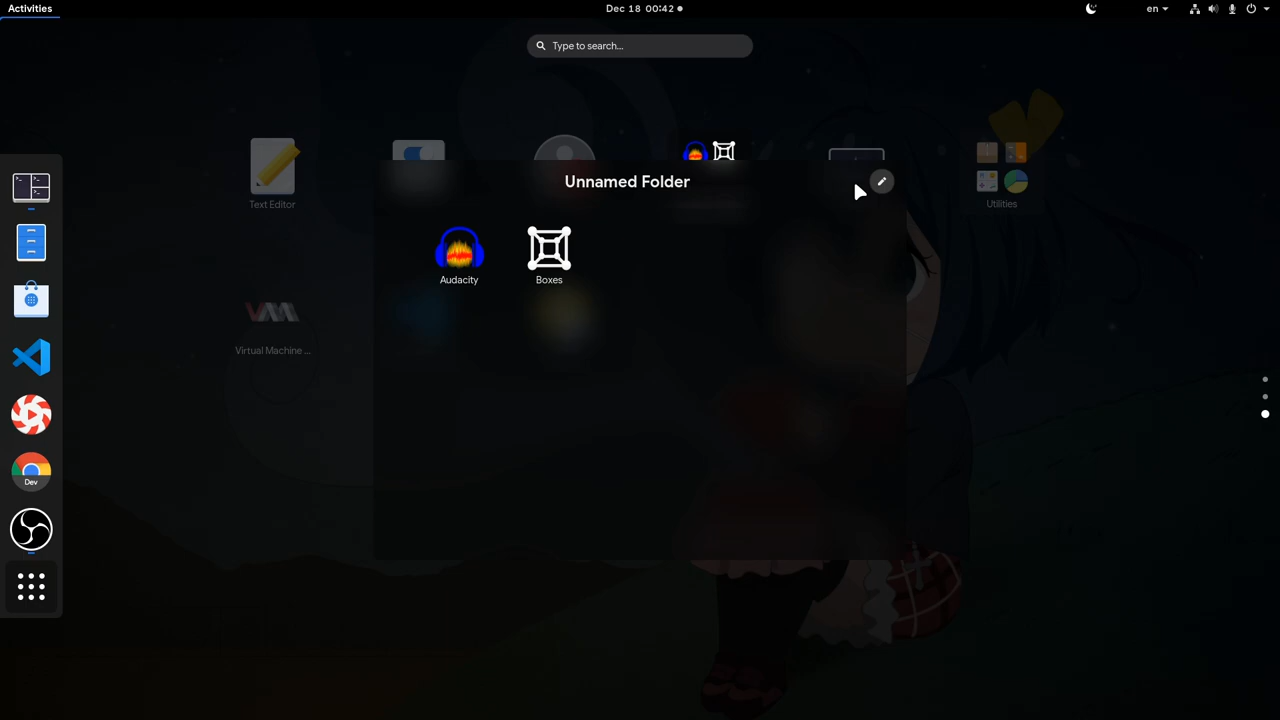 Activities
Dec 18 00:42
en
Type to search...
Unnamed Folder
Text Editor
Utilities
Audacity
Boxes
Virtual Machine ...
Dev